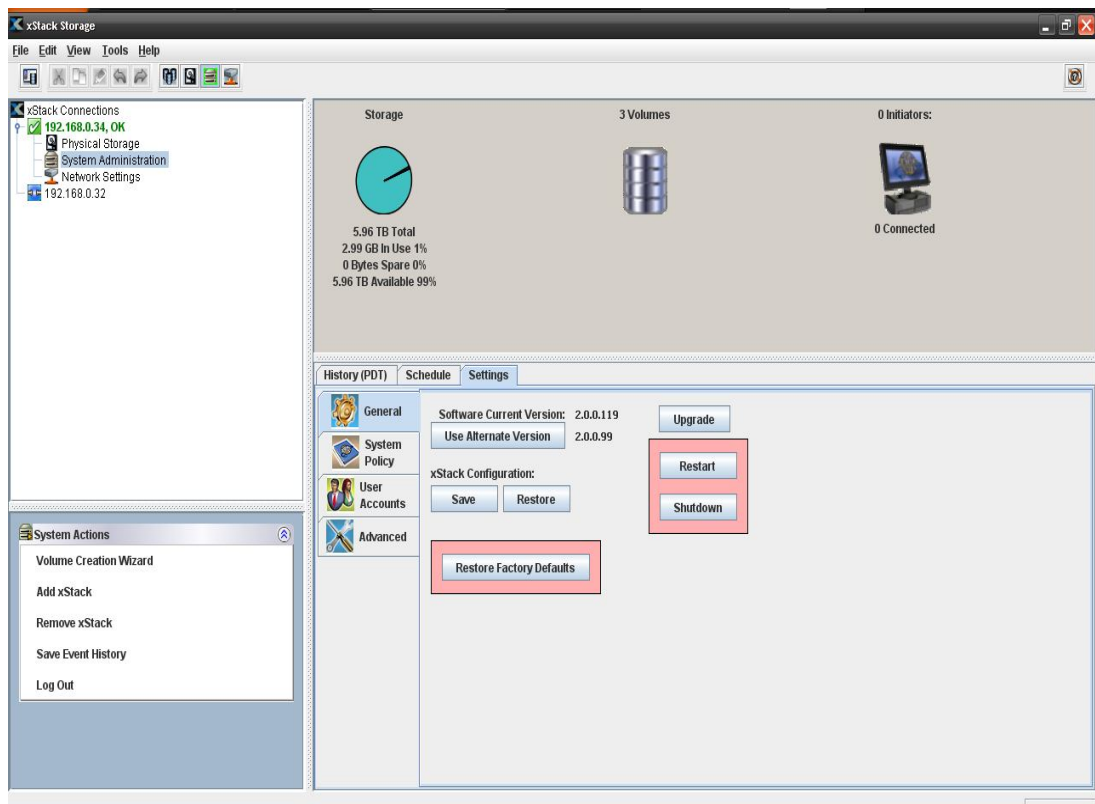 xStack Storage
File Edit View Tools Help
xStack Connections
192.168.0.34, OK
Physical Storage
System Administration
Network Settings
192.168.0.32
Storage
3 Volumes
0 Initiators:
5.96 TB Total
2.99 GB In Use 1%
0 Bytes Spare 0%
5.96 TB Available 99%
0 Connected
History (PDT) Schedule Settings
General
System
Policy
User
Accounts
Advanced
Software Current Version: 2.0.0.119
Upgrade
Use Alternate Version 2.0.0.99
Restart
xStack Configuration:
Save Restore
Shutdown
Restore Factory Defaults
System Actions
Volume Creation Wizard
Add xStack
Remove xStack
Save Event History
Log Out